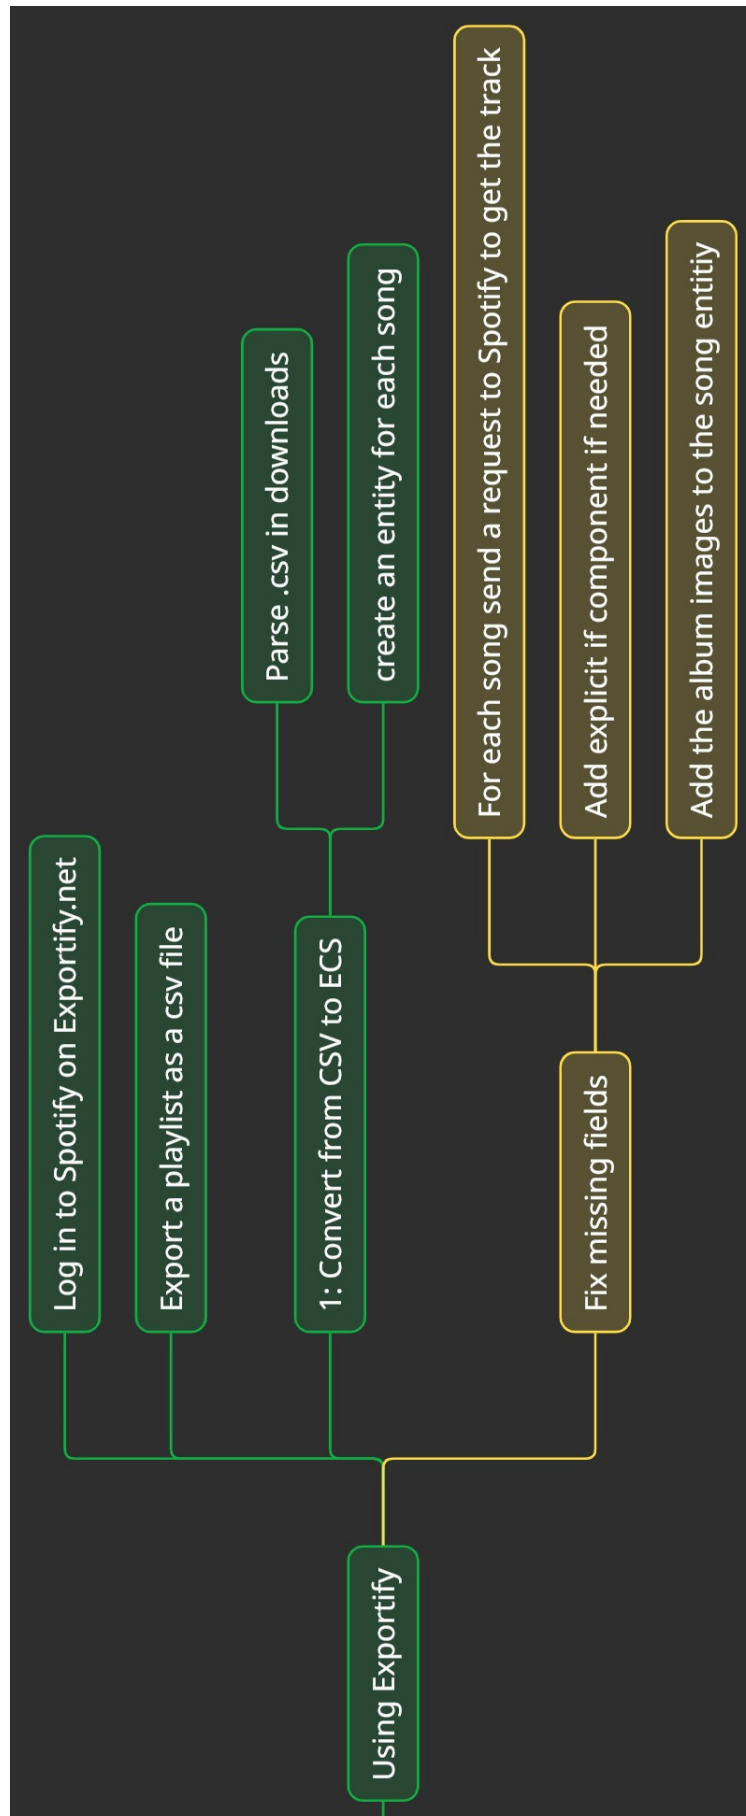 Using Exportify
Log in to Spotify on Exportify.net
Export a playlist as a csv file
1: Convert from CSV to ECS
Parse .csv in downloads
create an entity for each song
Fix missing fields
For each song send a request to Spotify to get the track
Add explicit if component if needed
Add the album images to the song entitiy